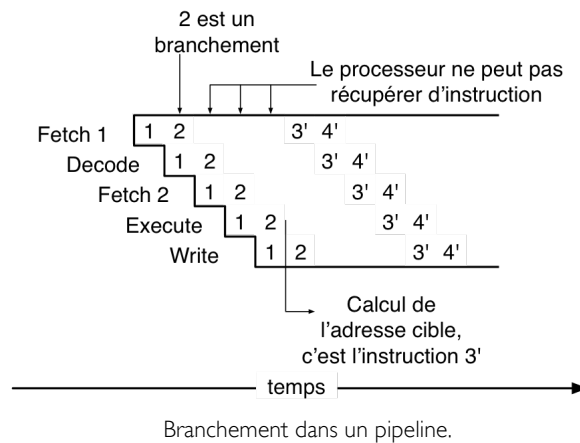 2 est un
branchement
Le processeur ne peut pas
récupérer d'instruction
Fetch 1 1 2 3' 4'
Decode 1 2 3' 4'
Fetch 2 1 2 3' 4'
Execute 1 2 3' 4'
Write 1 2 3' 4'
Calcul de
l'adresse cible,
c'est l'instruction 3'
temps
Branchement dans un pipeline.